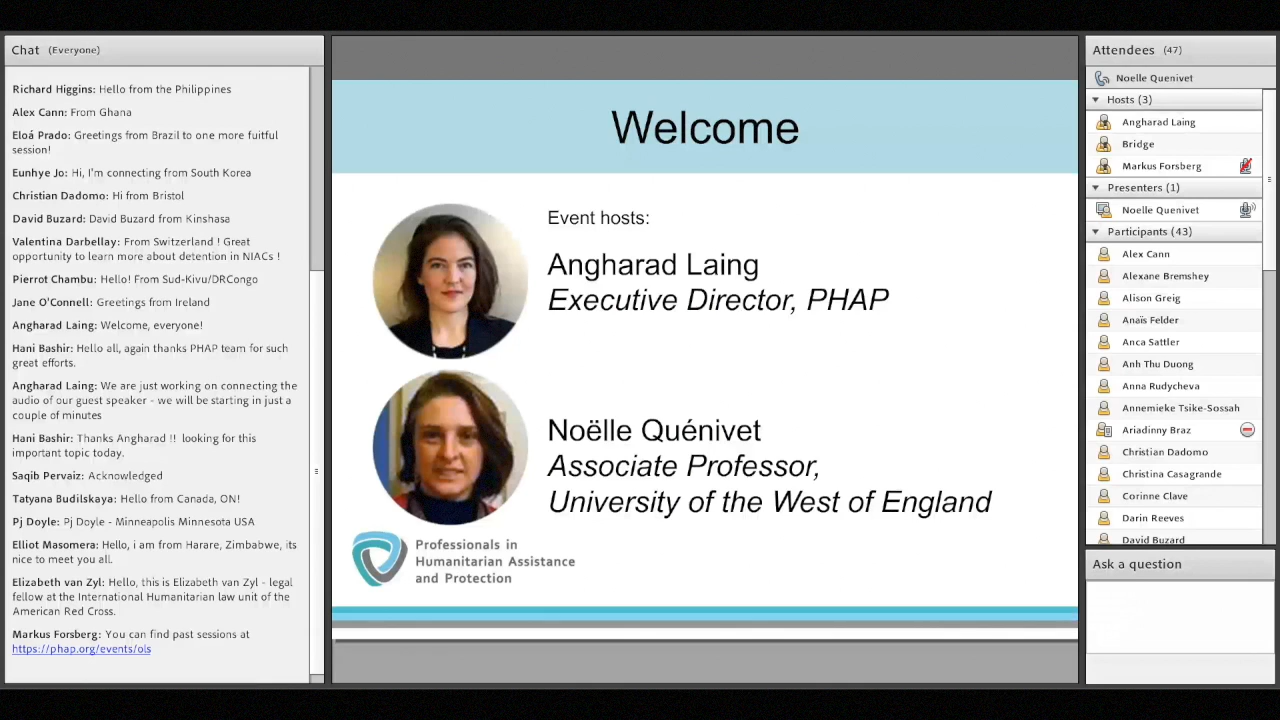 Chat (Everyone)
Richard Higgins: Hello from the Philippines
Alex Cann: From Ghana
Eloá Prado: Greetings from Brazil to one more fuitful
session!
Eunhye Jo: Hi, I'm connecting from South Korea
Christian Dadomo: Hi from Bristol
David Buzard: David Buzard from Kinshasa
Valentina Darbellay: From Switzerland ! Great
opportunity to learn more about detention in NIACs !
Pierrot Chambu: Hello! From Sud-Kivu/DRCongo
Jane O'Connell: Greetings from Ireland
Angharad Laing: Welcome, everyone!
Hani Bashir: Hello all, again thanks PHAP team for such
great efforts.
Angharad Laing: We are just working on connecting the
audio of our guest speaker - we will be starting in just a
couple of minutes
Hani Bashir: Thanks Angharad !! looking for this
important topic today.
Saqib Pervaiz: Acknowledged
Tatyana Budilskaya: Hello from Canada, ON!
Pj Doyle: Pj Doyle - Minneapolis Minnesota USA
Elliot Masomera: Hello, i am from Harare, Zimbabwe, its
nice to meet you all.
Elizabeth van Zyl: Hello, this is Elizabeth van Zyl - legal
fellow at the International Humanitarian law unit of the
American Red Cross.
Markus Forsberg: You can find past sessions at
https://phap.org/events/ols
Welcome
Event hosts:
Angharad Laing
Executive Director, PHAP
Noëlle Quénivet
Associate Professor,
University of the West of England
Professionals in
Humanitarian Assistance
and Protection
Attendees (47)
Noelle Quenivet
Hosts (3)
Angharad Laing
Bridge
Markus Forsberg
Presenters (1)
Noelle Quenivet
Participants (43)
Alex Cann
Alexane Bremshey
Alison Greig
Anaïs Felder
Anca Sattler
Anh Thu Duong
Anna Rudycheva
Annemieke Tsike-Sossah
Ariadinny Braz
Christian Dadomo
Christina Casagrande
Corinne Clave
Darin Reeves
David Buzard
Ask a question